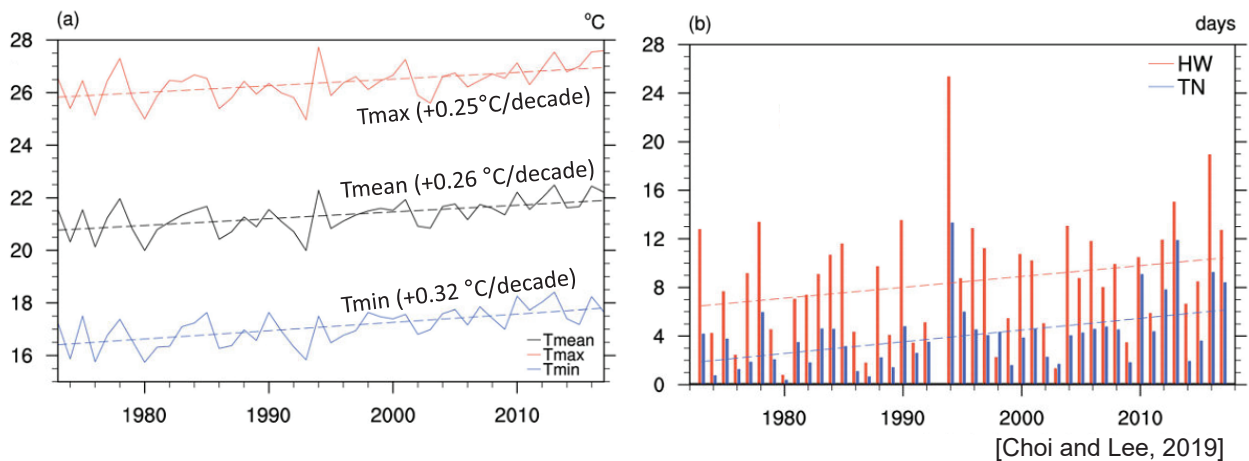 (a)
°C
28
26
24
22
20
18
16
Tmax (+0.25°C/decade)
Tmean (+0.26 °C/decade)
Tmin (+0.32 °C/decade)
Tmean
Tmax
Tmin
1980
1990
2000
2010
(b)
days
28
24
20
16
12
8
4
0
HW
TN
1980
1990
2000
2010
[Choi and Lee, 2019]